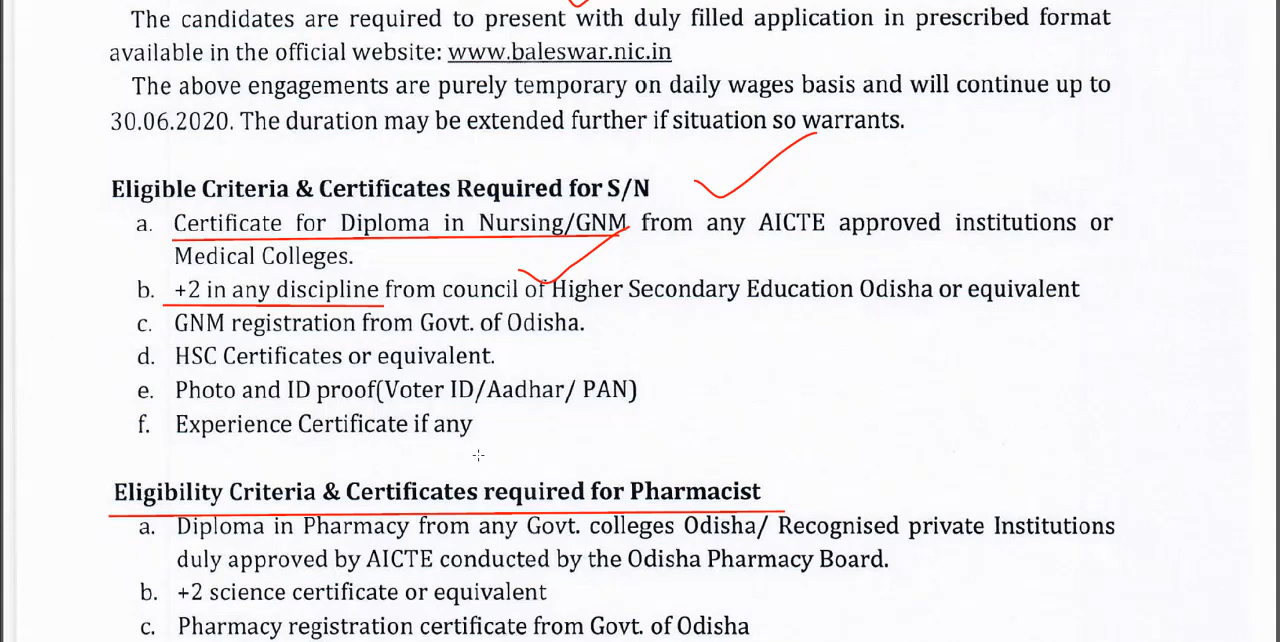 The candidates are required to present with duly filled application in prescribed format
available in the official website: www.baleswar.nic.in
The above engagements are purely temporary on daily wages basis and will continue up to
30.06.2020. The duration may be extended further if situation so warrants.
Eligible Criteria & Certificates Required for S/N
a. Certificate for Diploma in Nursing/GNM from any AICTE approved institutions or
Medical Colleges.
b. +2 in any discipline from council of Higher Secondary Education Odisha or equivalent
c. GNM registration from Govt. of Odisha.
d. HSC Certificates or equivalent.
e. Photo and ID proof(Voter ID/Aadhar/ PAN)
f. Experience Certificate if any
Eligibility Criteria & Certificates required for Pharmacist
a. Diploma in Pharmacy from any Govt. colleges Odisha/ Recognised private Institutions
duly approved by AICTE conducted by the Odisha Pharmacy Board.
b. +2 science certificate or equivalent
c. Pharmacy registration certificate from Govt. of Odisha